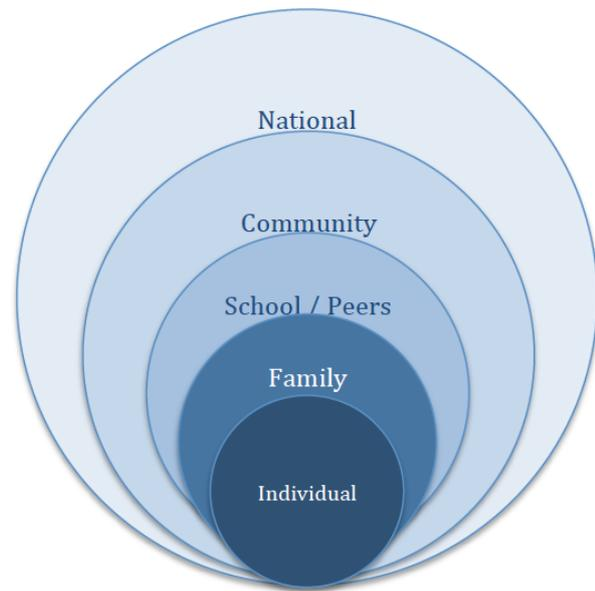 National
Community
School / Peers
Family
Individual